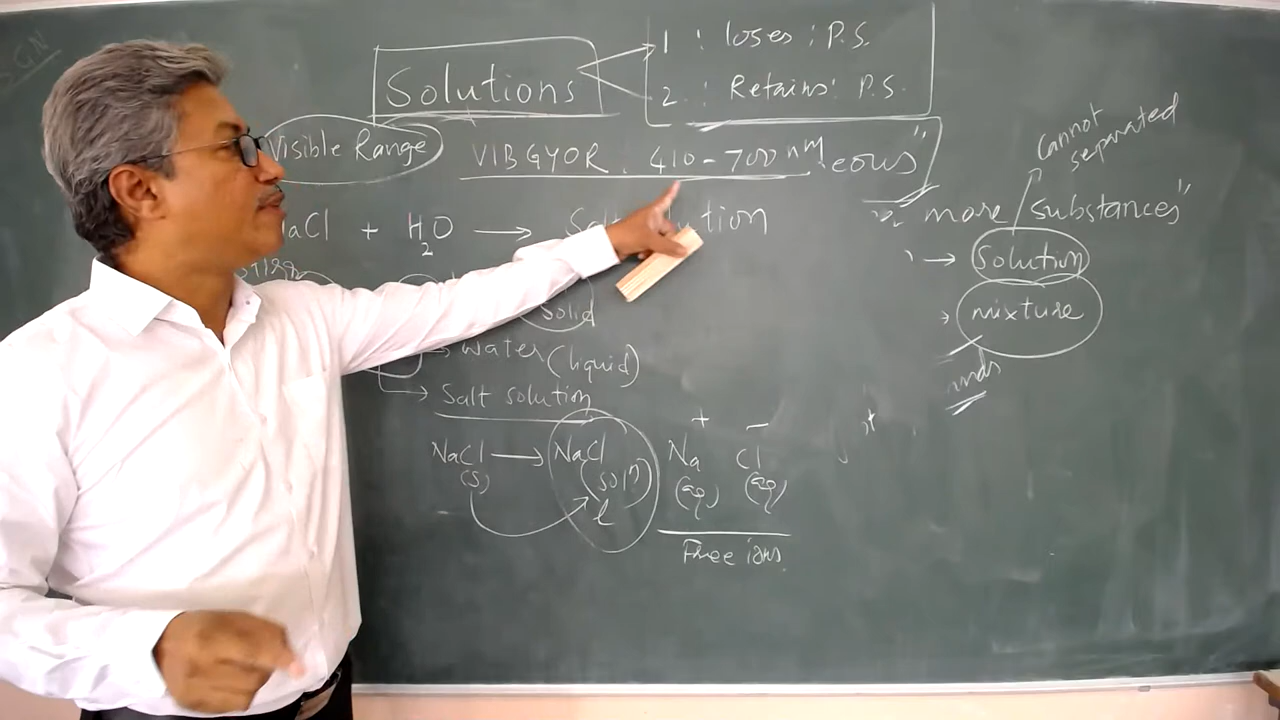 Solutions
1 : loses : P.S.
2 : Retains : P.S.
Visible Range
VIBGYOR. 410 - 700 nm
eous"
cannot
separated
more / substances"
NaCl + H2O → Salt solution
→ Solution
mixture
solid
→ water (liquid)
→ Salt solution
NaCl (s) → NaCl (soln) l
Na+ (aq) Cl− (aq)
Free ions.